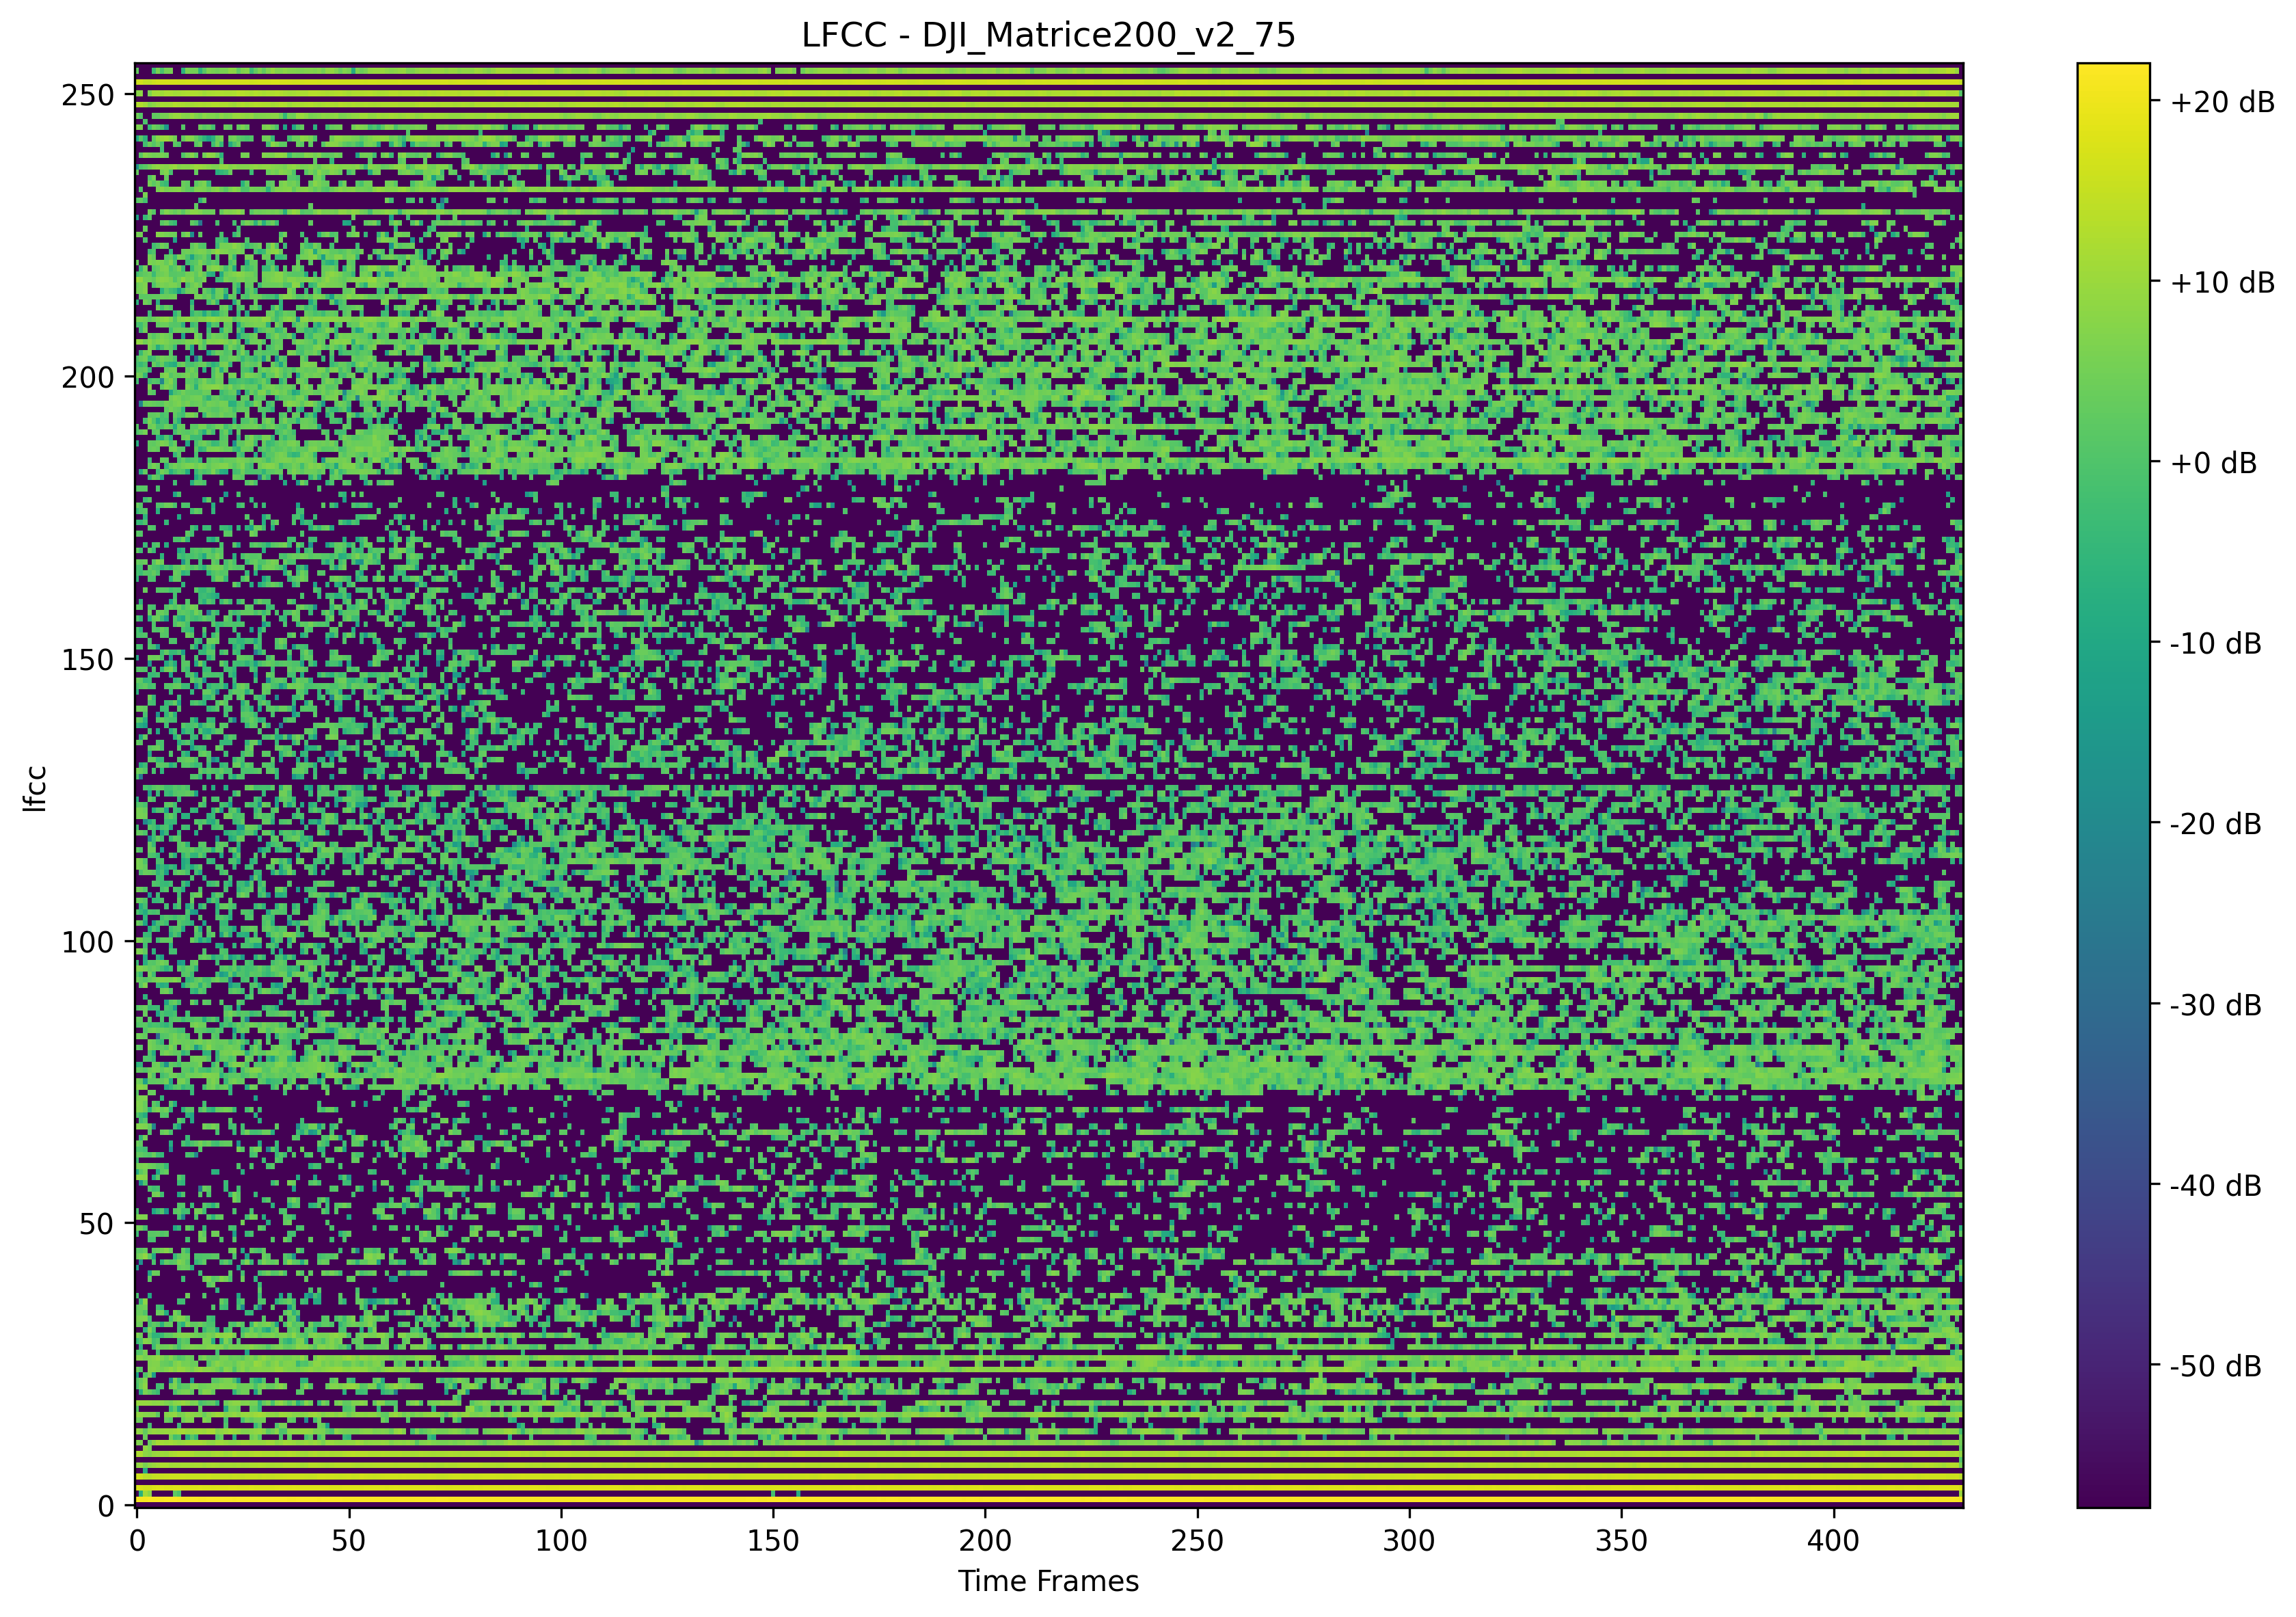 LFCC - DJI_Matrice200_v2_75
250
200
150
100
50
0
lfcc
0 50 100 150 200 250 300 350 400
Time Frames
+20 dB
+10 dB
+0 dB
-10 dB
-20 dB
-30 dB
-40 dB
-50 dB